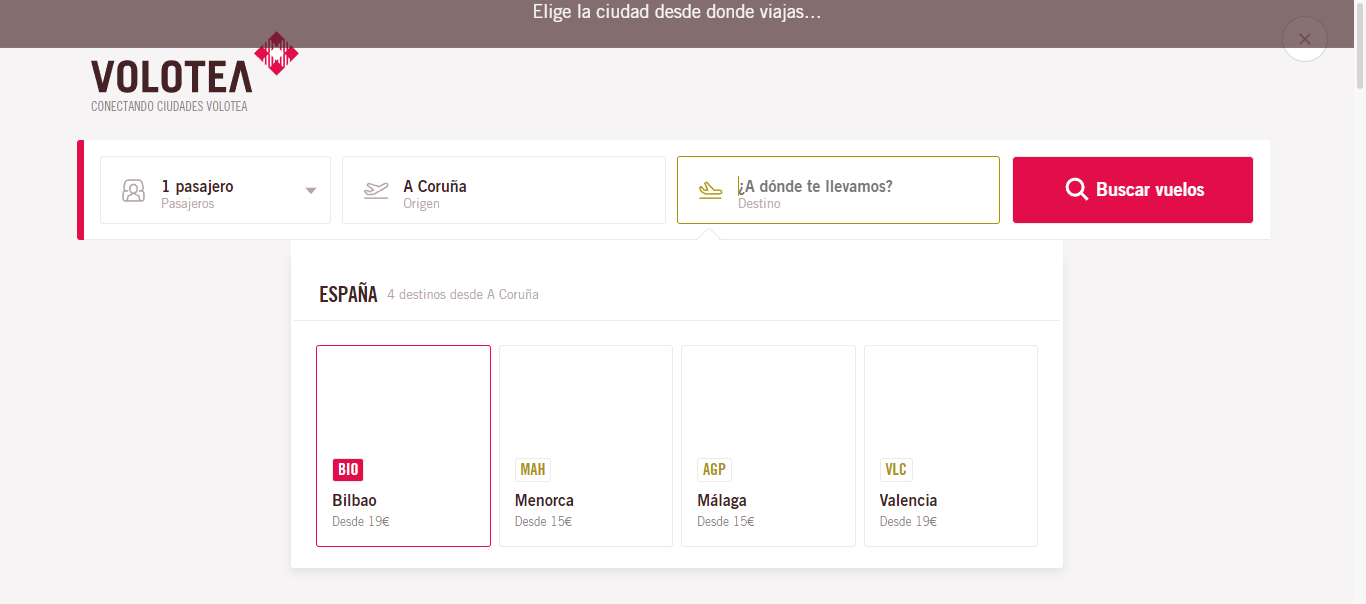 Elige la ciudad desde donde viajas...
VOLOTEA
CONECTANDO CIUDADES VOLOTEA
1 pasajero
Pasajeros
A Coruña
Origen
¿A dónde te llevamos?
Destino
Buscar vuelos
ESPAÑA 4 destinos desde A Coruña
BIO
Bilbao
Desde 19€
MAH
Menorca
Desde 15€
AGP
Málaga
Desde 15€
VLC
Valencia
Desde 19€